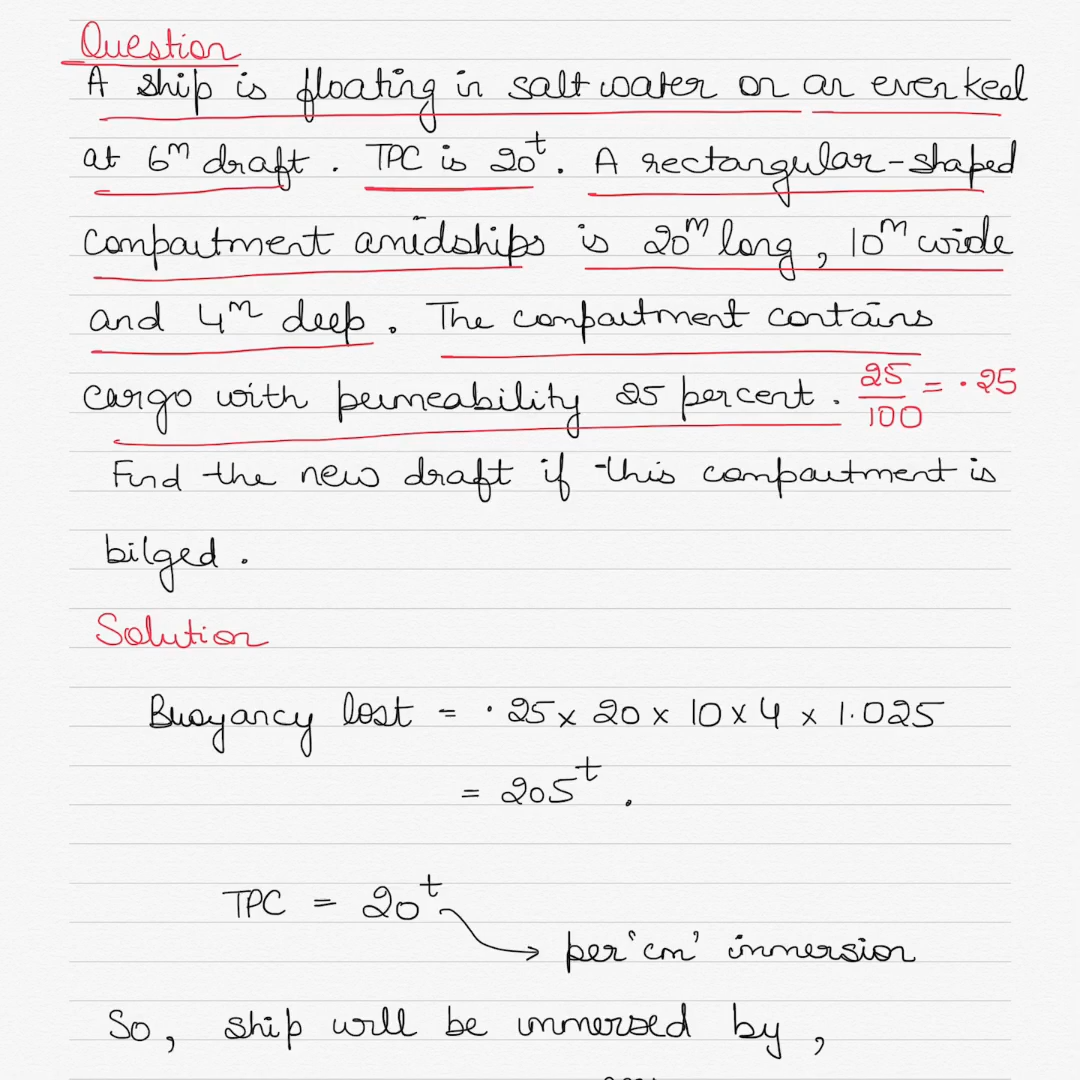 Question
A ship is floating in salt water on an even keel
at 6m draft. TPC is 20t. A rectangular-shaped
compartment amidships is 20m long, 10m wide
and 4m deep. The compartment contains
cargo with permeability 25 percent. 25/100 = .25
Find the new draft if this compartment is
bilged.
Solution
Buoyancy lost = .25 x 20 x 10 x 4 x 1.025
= 205t.
TPC = 20t
per 'cm' immersion
So, ship will be immersed by,